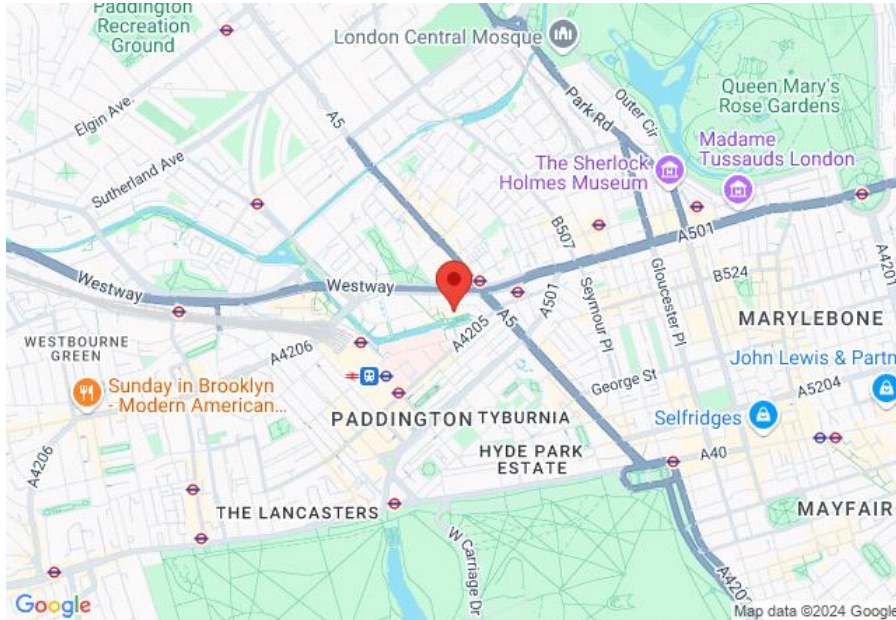 Paddington
Recreation
Ground
London Central Mosque
A5
Park Rd
Outer Cir
Queen Mary's
Rose Gardens
Elgin Ave.
Sutherland Ave
The Sherlock
Holmes Museum
Madame
Tussauds London
B507
A501
A4201
Westway
Westway
Gloucester Pl
B524
Seymour Pl
A501
MARYLEBONE
WESTBOURNE
GREEN
A4206
A4205
A5
John Lewis & Partn
Sunday in Brooklyn
- Modern American...
George St
A5204
Selfridges
PADDINGTON
TYBURNIA
HYDE PARK
ESTATE
A40
A4206
THE LANCASTERS
MAYFAIR
W Carriage Dr
A4202
Google
Map data ©2024 Google